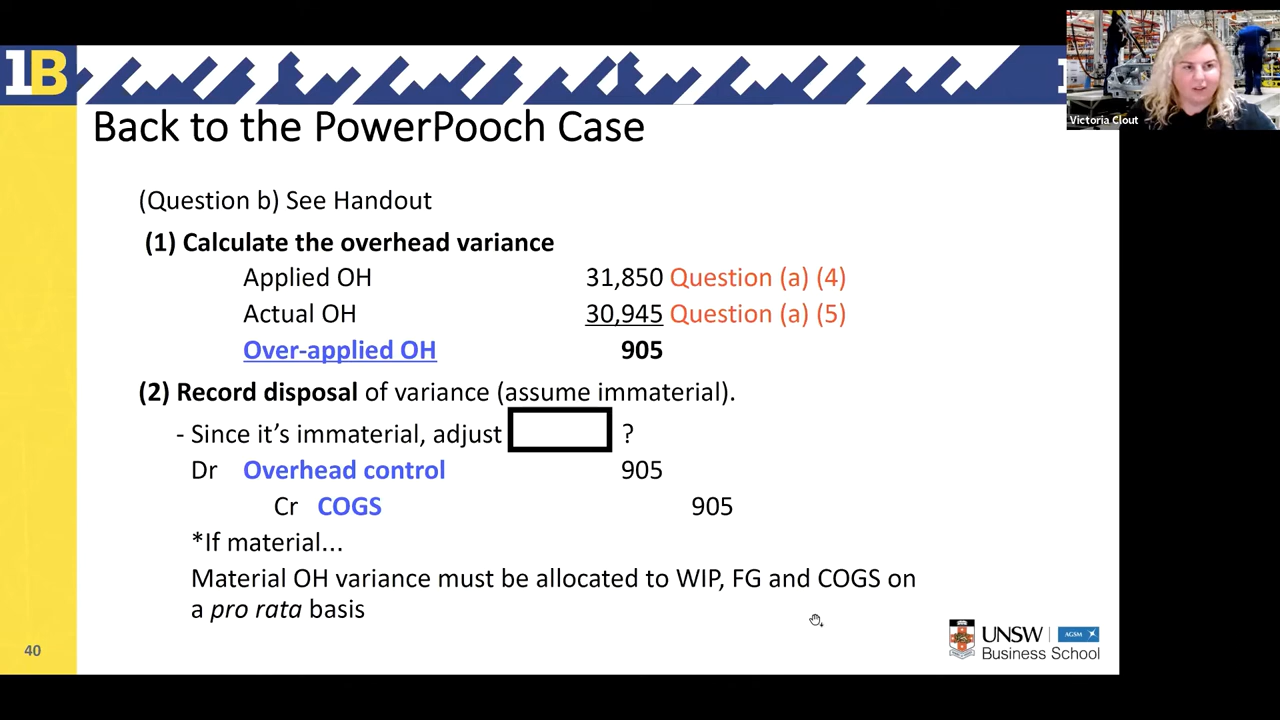 1B
Victoria Clout
Back to the PowerPooch Case
(Question b) See Handout
(1) Calculate the overhead variance
Applied OH 31,850 Question (a) (4)
Actual OH 30,945 Question (a) (5)
Over-applied OH 905
(2) Record disposal of variance (assume immaterial).
- Since it's immaterial, adjust ?
Dr Overhead control 905
Cr COGS 905
*If material...
Material OH variance must be allocated to WIP, FG and COGS on
a pro rata basis
40
UNSW AGSM
Business School